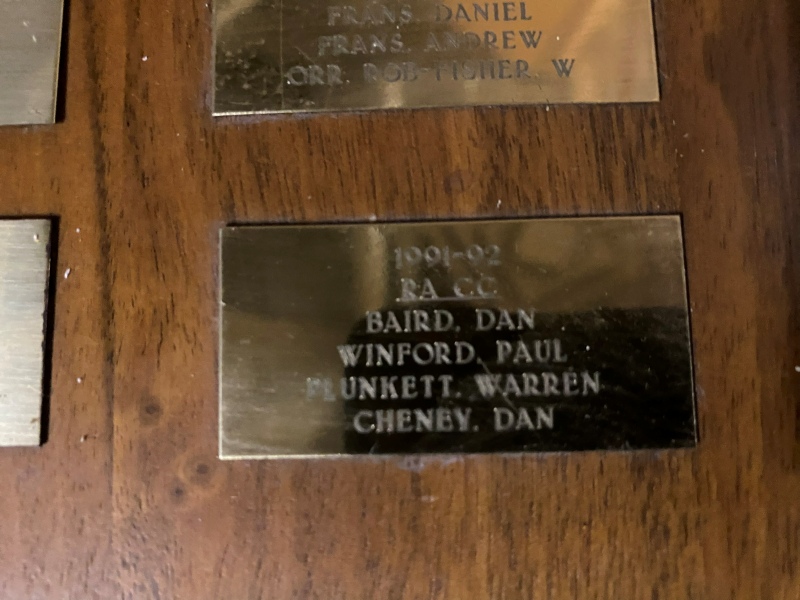 FRANS, DANIEL
FRANS, ANDREW
ORR, ROB-FISHER, W
1991-92
RA CC
BAIRD, DAN
WINFORD, PAUL
PLUNKETT, WARREN
CHENEY, DAN